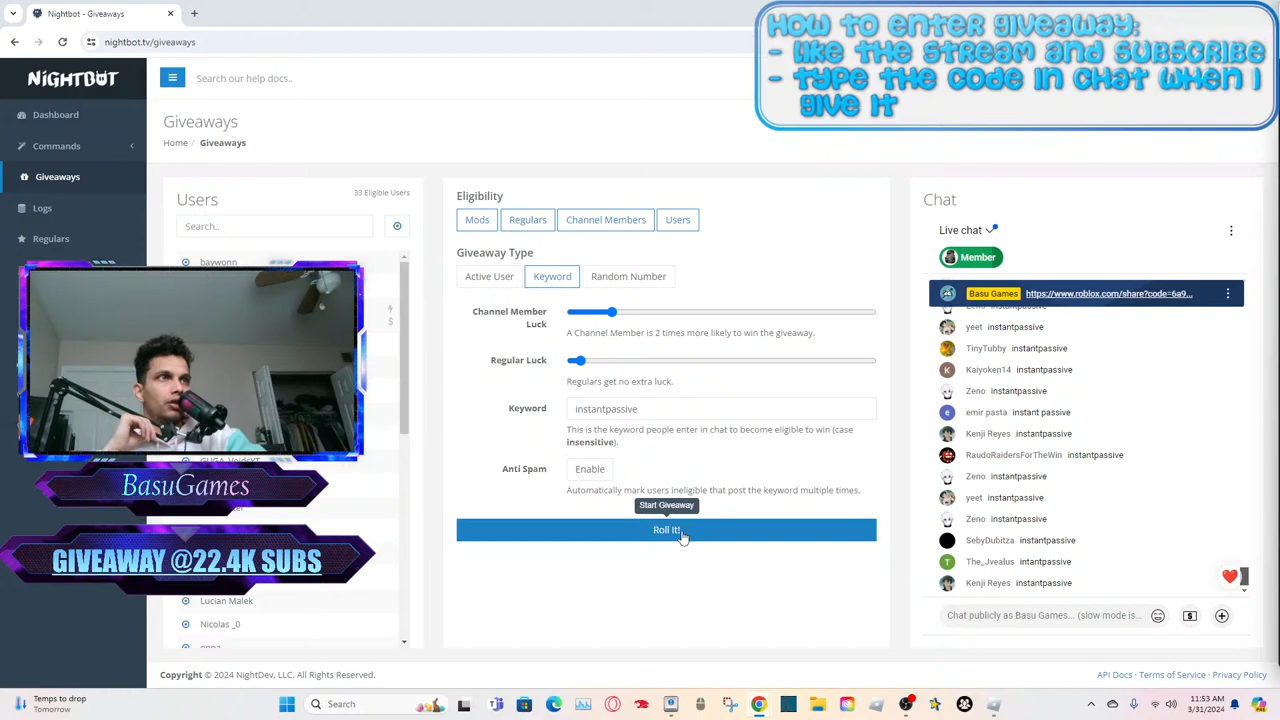 Nightbot - Giveaways
nightbot.tv/giveaways
How to enter giveaway:
- like the stream and subscribe
- type the code in chat when I
give it
NIGHTBOT
Search our help docs..
Dashboard
Commands
Giveaways
Logs
Regulars
Giveaways
Home / Giveaways
Users
33 Eligible Users
Search..
baywonn
Lucian Malek
Nicolas _0
BasuGames
GIVEAWAY @22.4K SUBS
Eligibility
Mods
Regulars
Channel Members
Users
Giveaway Type
Active User
Keyword
Random Number
Channel Member
Luck
A Channel Member is 2 times more likely to win the giveaway.
Regular Luck
Regulars get no extra luck.
Keyword
instantpassive
This is the keyword people enter in chat to become eligible to win (case
insensitive).
Anti Spam
Enable
Automatically mark users ineligible that post the keyword multiple times.
Start Giveaway
Roll It!
Chat
Live chat
Member
Basu Games https://www.roblox.com/share?code=6a9...
yeet instantpassive
TinyTubby instantpassive
K Kaiyoken14 instantpassive
Zeno instantpassive
e emir pasta instant passive
Kenji Reyes instantpassive
RaudoRaidersForTheWin instantpassive
Zeno instantpassive
yeet instantpassive
Zeno instantpassive
SebyDubitza instantpassive
T The_Jvealus intantpassive
Kenji Reyes instantpassive
Chat publicly as Basu Games... (slow mode is...
Copyright © 2024 NightDev, LLC. All Rights Reserved.
API Docs - Terms of Service - Privacy Policy
Temps to drop
Tomorrow
Search
11:53 AM
3/31/2024